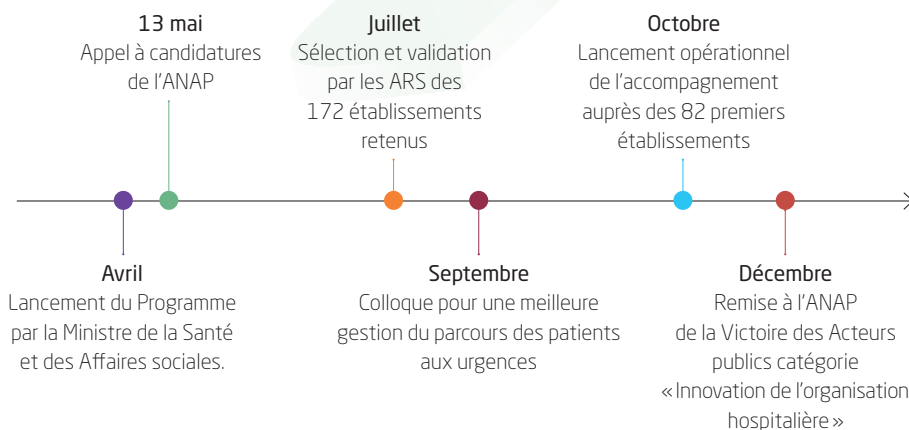 13 mai
Appel à candidatures
de l'ANAP
Juillet
Sélection et validation
par les ARS des
172 établissements
retenus
Octobre
Lancement opérationnel
de l'accompagnement
auprès des 82 premiers
établissements
Avril
Lancement du Programme
par la Ministre de la Santé
et des Affaires sociales.
Septembre
Colloque pour une meilleure
gestion du parcours des patients
aux urgences
Décembre
Remise à l'ANAP
de la Victoire des Acteurs
publics catégorie
«Innovation de l'organisation
hospitalière»